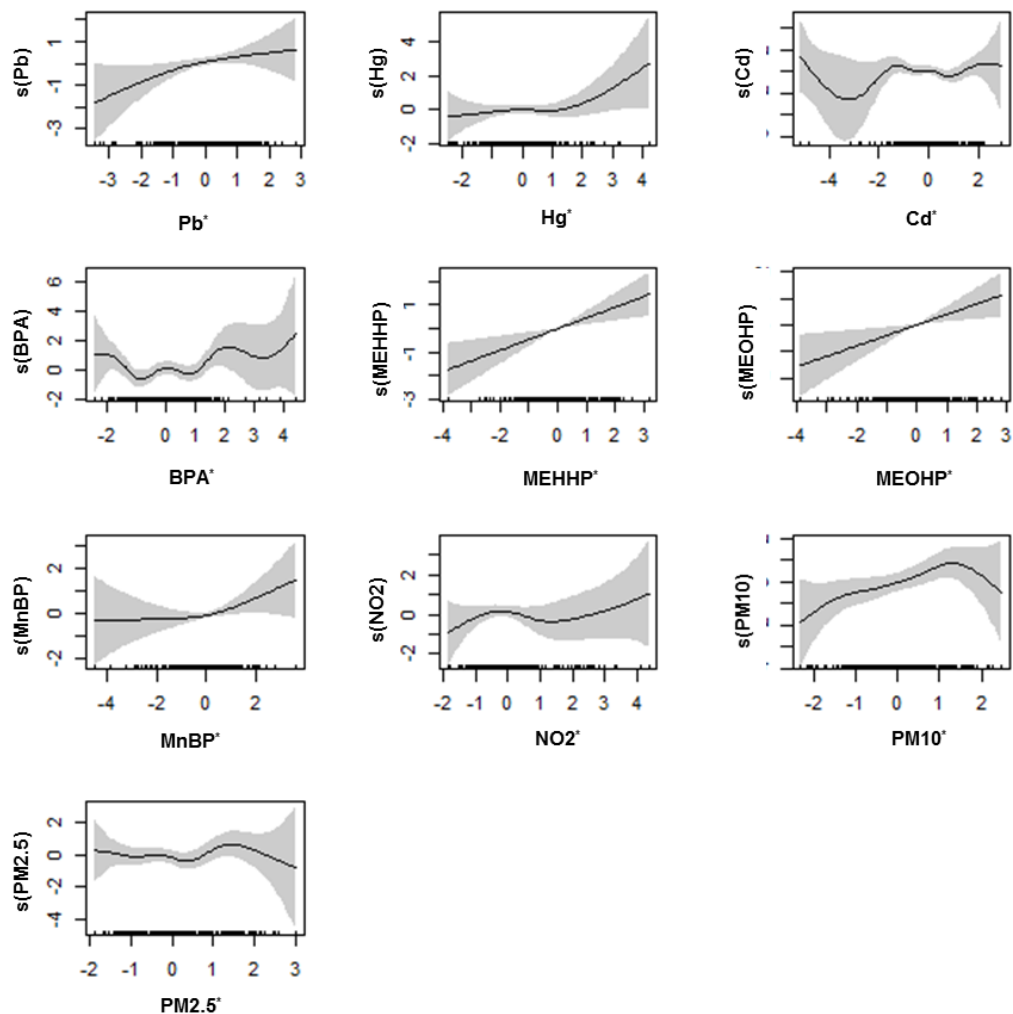 s(Pb)
1
-1
-3
-3 -2 -1 0 1 2 3
Pb*
s(Hg)
4
2
0
-2
-2 0 1 2 3 4
Hg*
s(Cd)
-4 -2 0 2
Cd*
s(BPA)
6
4
2
0
-2
-2 0 1 2 3 4
BPA*
s(MEHHP)
1
-1
-3
-4 -2 0 1 2 3
MEHHP*
s(MEOHP)
-4 -2 0 1 2 3
MEOHP*
s(MnBP)
2
0
-2
-4 -2 0 2
MnBP*
s(NO2)
2
0
-2
-2 -1 0 1 2 3 4
NO2*
s(PM10)
-2 -1 0 1 2
PM10*
s(PM2.5)
2
0
-2
-4
-2 -1 0 1 2 3
PM2.5*